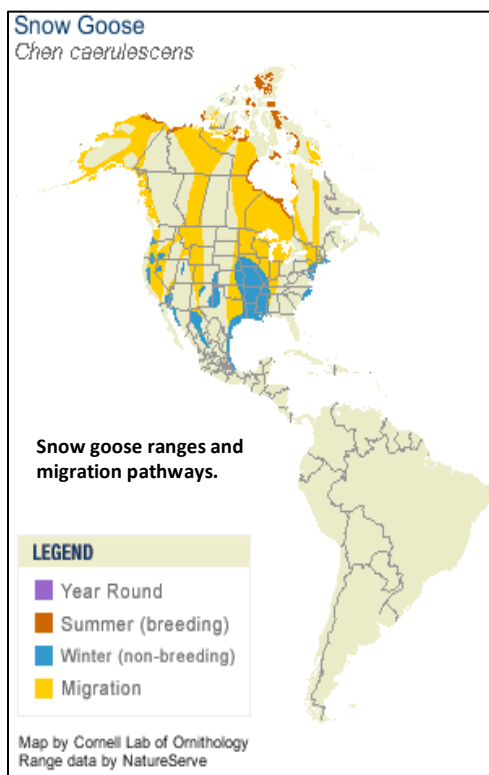 Snow Goose
Chen caerulescens
Snow goose ranges and
migration pathways.
LEGEND
Year Round
Summer (breeding)
Winter (non-breeding)
Migration
Map by Cornell Lab of Ornithology
Range data by NatureServe